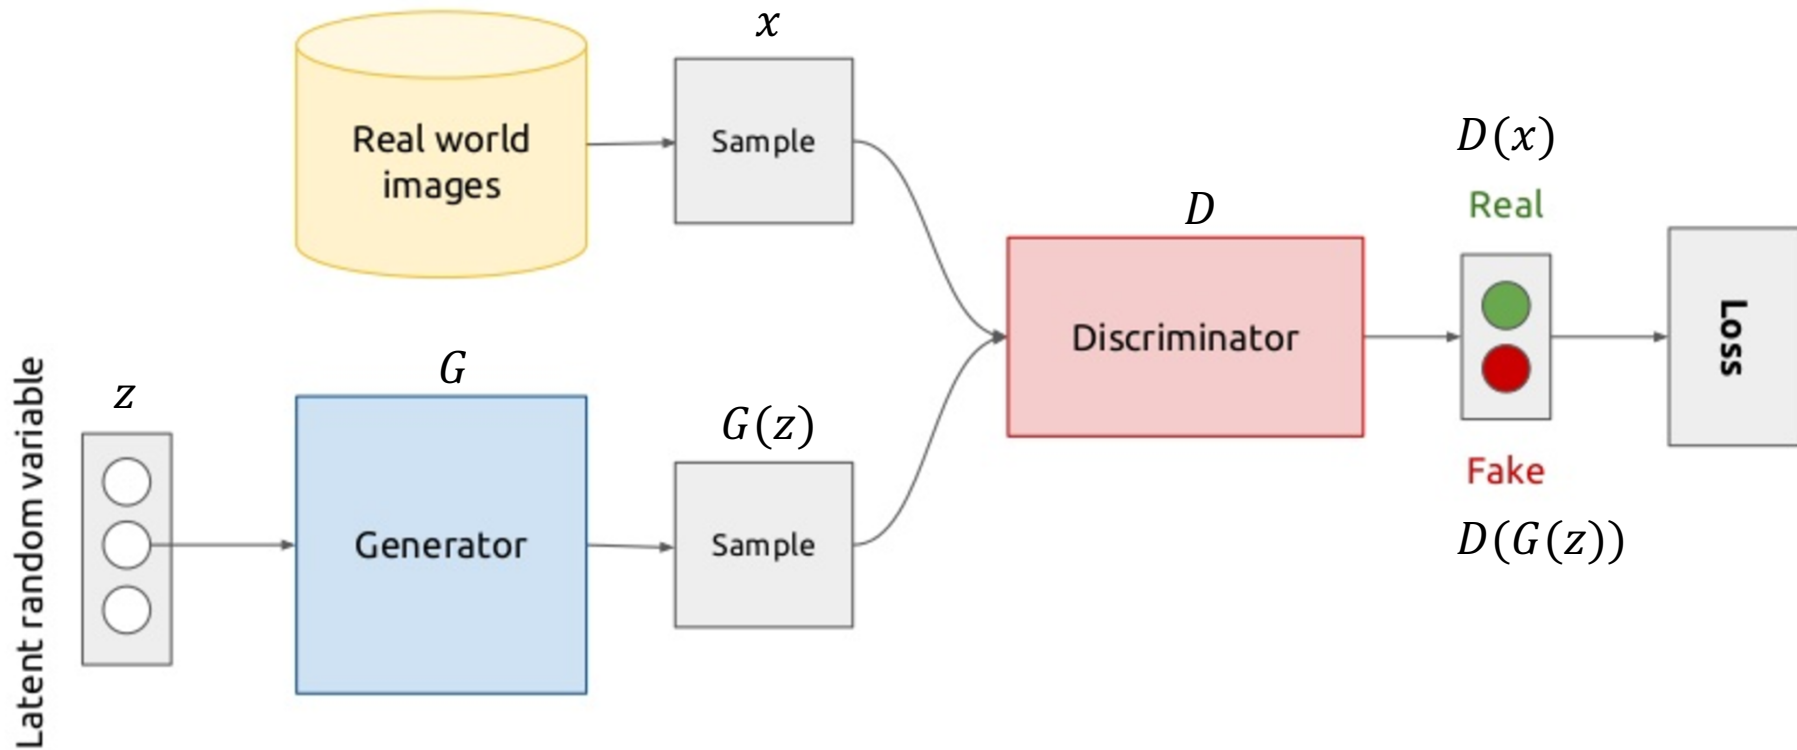 x
Real world
images
Sample
D(x)
Real
D
Discriminator
Loss
Fake
D(G(z))
Latent random variable
z
G
Generator
G(z)
Sample